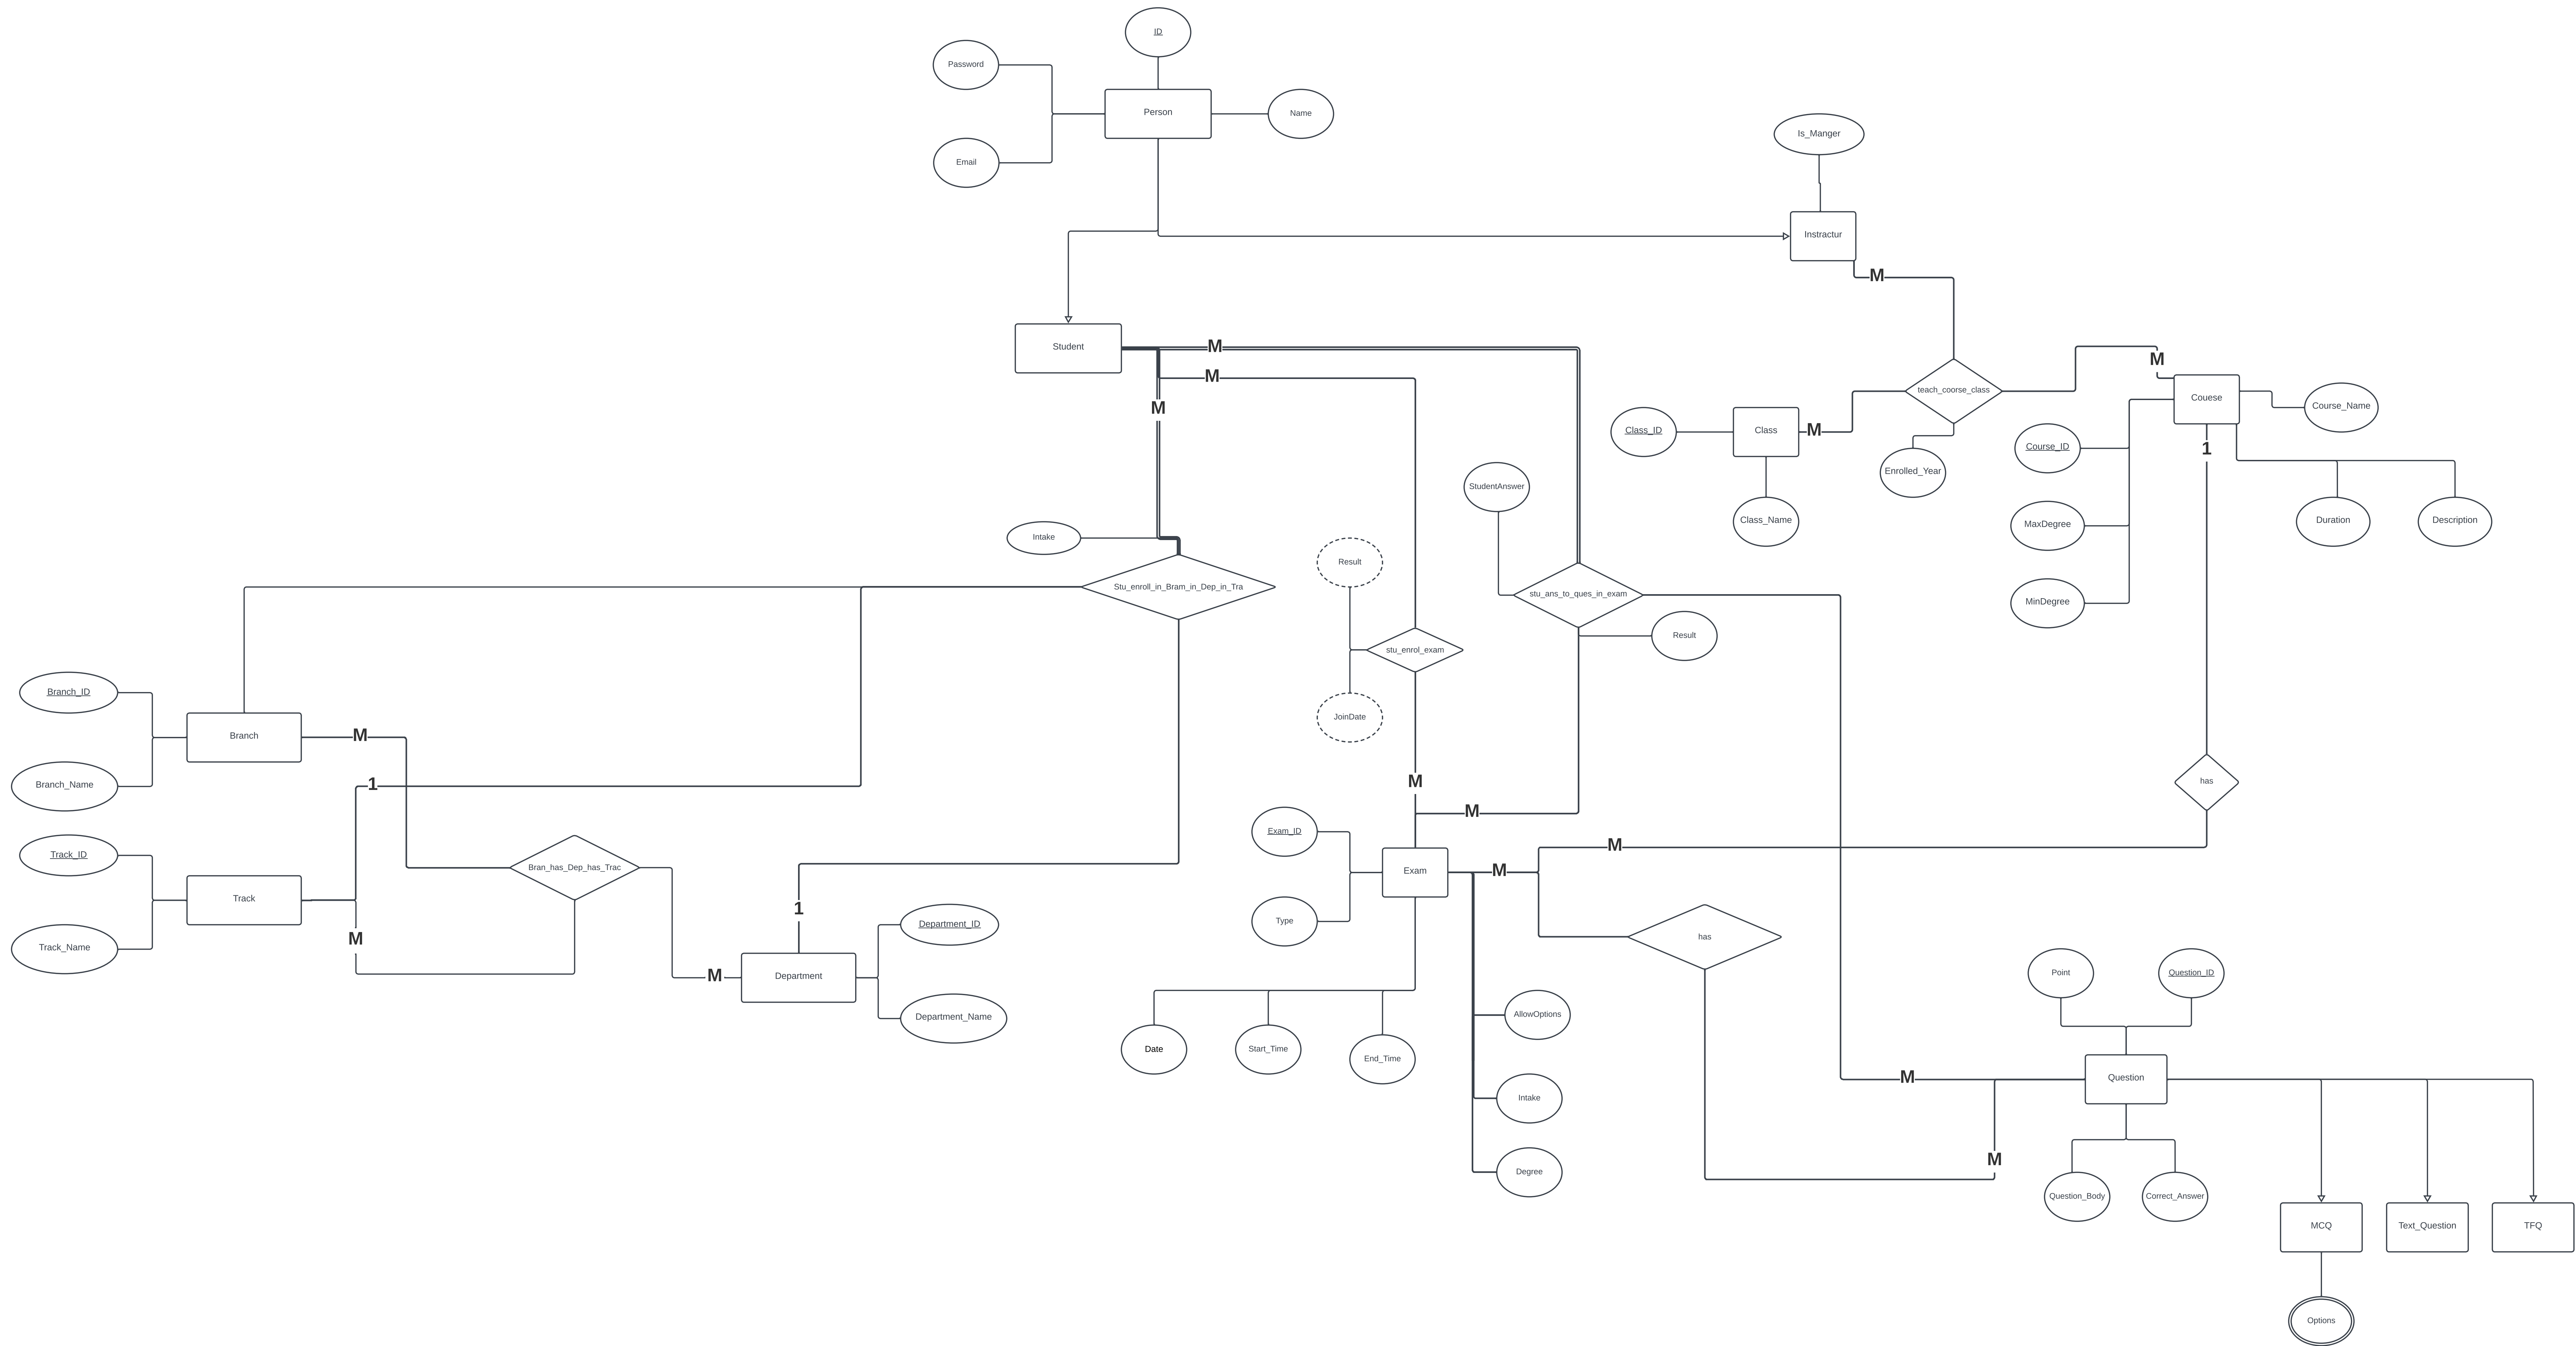 ID
Password
Person
Name
Email
Is_Manger
Instractur
M
Student
M
M
M
M
teach_coorse_class
Couese
Course_Name
Class_ID
Class
M
Course_ID
1
Enrolled_Year
StudentAnswer
Class_Name
MaxDegree
Duration
Description
Intake
Result
Stu_enroll_in_Bram_in_Dep_in_Tra
stu_ans_to_ques_in_exam
MinDegree
Result
stu_enrol_exam
Branch_ID
JoinDate
Branch
M
Branch_Name
1
M
has
M
Exam_ID
M
Track_ID
Bran_has_Dep_has_Trac
Exam
M
Track
1
Type
Department_ID
Track_Name
M
has
M
Department
Point
Question_ID
Department_Name
AllowOptions
Date
Start_Time
End_Time
M
Question
Intake
M
Degree
Question_Body
Correct_Answer
MCQ
Text_Question
TFQ
Options